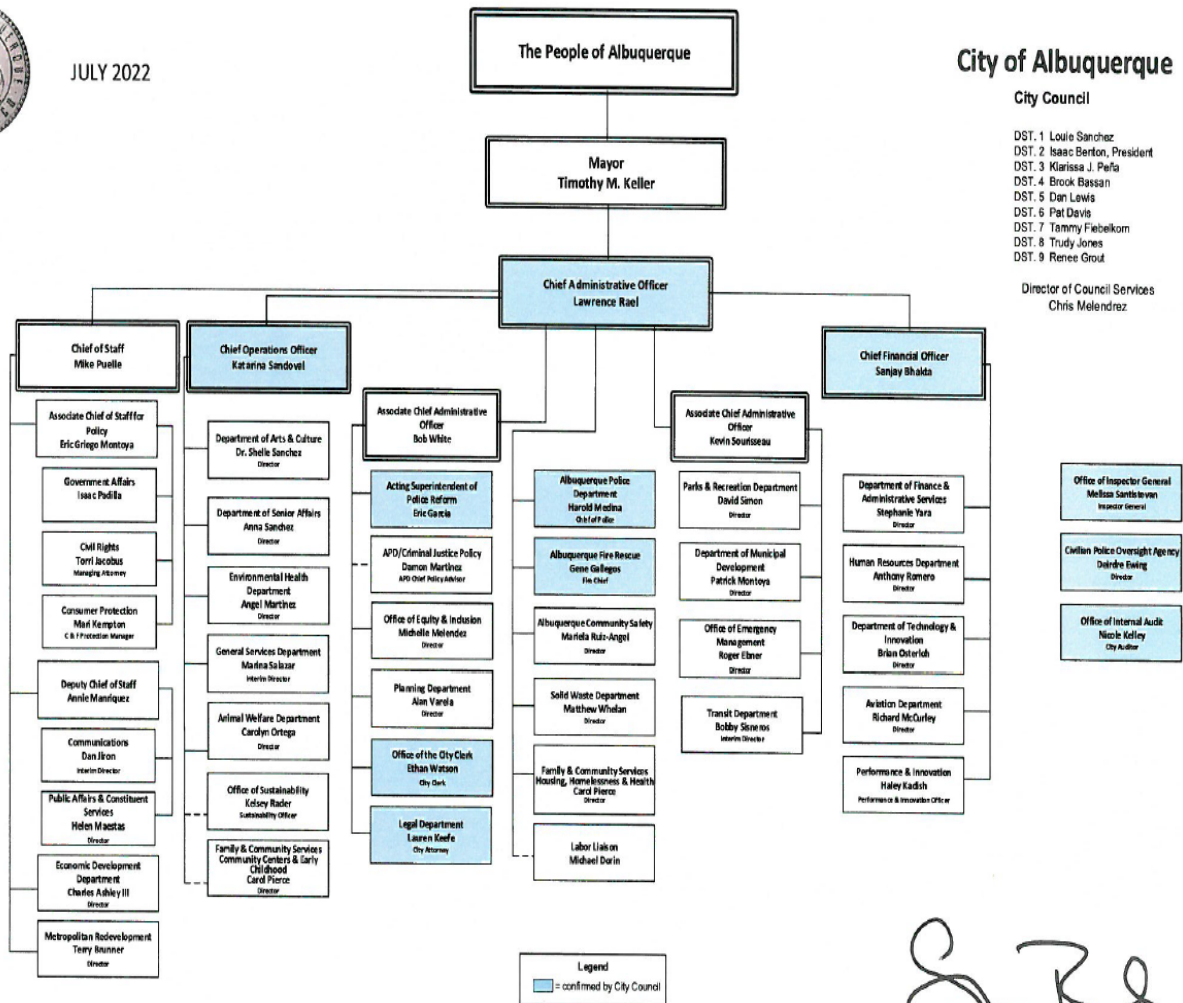 JULY 2022
The People of Albuquerque
City of Albuquerque
City Council
DST. 1 Louie Sanchez
DST. 2 Isaac Benton, President
DST. 3 Klarissa J. Peña
DST. 4 Brook Bassan
DST. 5 Dan Lewis
DST. 6 Pat Davis
DST. 7 Tammy Fiebelkorn
DST. 8 Trudy Jones
DST. 9 Renee Grout
Director of Council Services
Chris Melendrez
Mayor
Timothy M. Keller
Chief Administrative Officer
Lawrence Rael
Chief of Staff
Mike Puelle
Associate Chief of Staff for
Policy
Eric Griego Montoya
Government Affairs
Isaac Padilla
Civil Rights
Torri Jacobus
Managing Attorney
Consumer Protection
Mari Kempton
C & F Protection Manager
Deputy Chief of Staff
Annie Manriquez
Communications
Dan Jiron
Interim Director
Public Affairs & Constituent
Services
Helen Maestas
Director
Economic Development
Department
Charles Ashley III
Director
Metropolitan Redevelopment
Terry Brunner
Director
Chief Operations Officer
Katarina Sandoval
Department of Arts & Culture
Dr. Shelle Sanchez
Director
Department of Senior Affairs
Anna Sanchez
Director
Environmental Health
Department
Angel Martinez
Director
General Services Department
Marina Salazar
Interim Director
Animal Welfare Department
Carolyn Ortega
Director
Office of Sustainability
Kelsey Rader
Sustainability Officer
Family & Community Services
Community Centers & Early
Childhood
Carol Pierce
Director
Associate Chief Administrative
Officer
Bob White
Acting Superintendent of
Police Reform
Eric Garcia
APD/Criminal Justice Policy
Damon Martinez
APD Chief Policy Advisor
Office of Equity & Inclusion
Michelle Melendez
Director
Planning Department
Alan Varela
Director
Office of the City Clerk
Ethan Watson
City Clerk
Legal Department
Lauren Keefe
City Attorney
Albuquerque Police
Department
Harold Medina
Chief of Police
Albuquerque Fire Rescue
Gene Gallegos
Fire Chief
Albuquerque Community Safety
Mariela Ruiz-Angel
Director
Solid Waste Department
Matthew Whelan
Director
Family & Community Services
Housing, Homelessness & Health
Carol Pierce
Director
Labor Liaison
Michael Dorin
Associate Chief Administrative
Officer
Kevin Sourisseau
Parks & Recreation Department
David Simon
Director
Department of Municipal
Development
Patrick Montoya
Director
Office of Emergency
Management
Roger Ebner
Director
Transit Department
Bobby Sisneros
Interim Director
Chief Financial Officer
Sanjay Bhakta
Department of Finance &
Administrative Services
Stephanie Yara
Director
Human Resources Department
Anthony Romero
Director
Department of Technology &
Innovation
Brian Osterloh
Director
Aviation Department
Richard McCurley
Director
Performance & Innovation
Haley Kadish
Performance & Innovation Officer
Office of Inspector General
Melissa Santistevan
Inspector General
Civilian Police Oversight Agency
Deirdre Ewing
Director
Office of Internal Audit
Nicole Kelley
City Auditor
Legend
= confirmed by City Council